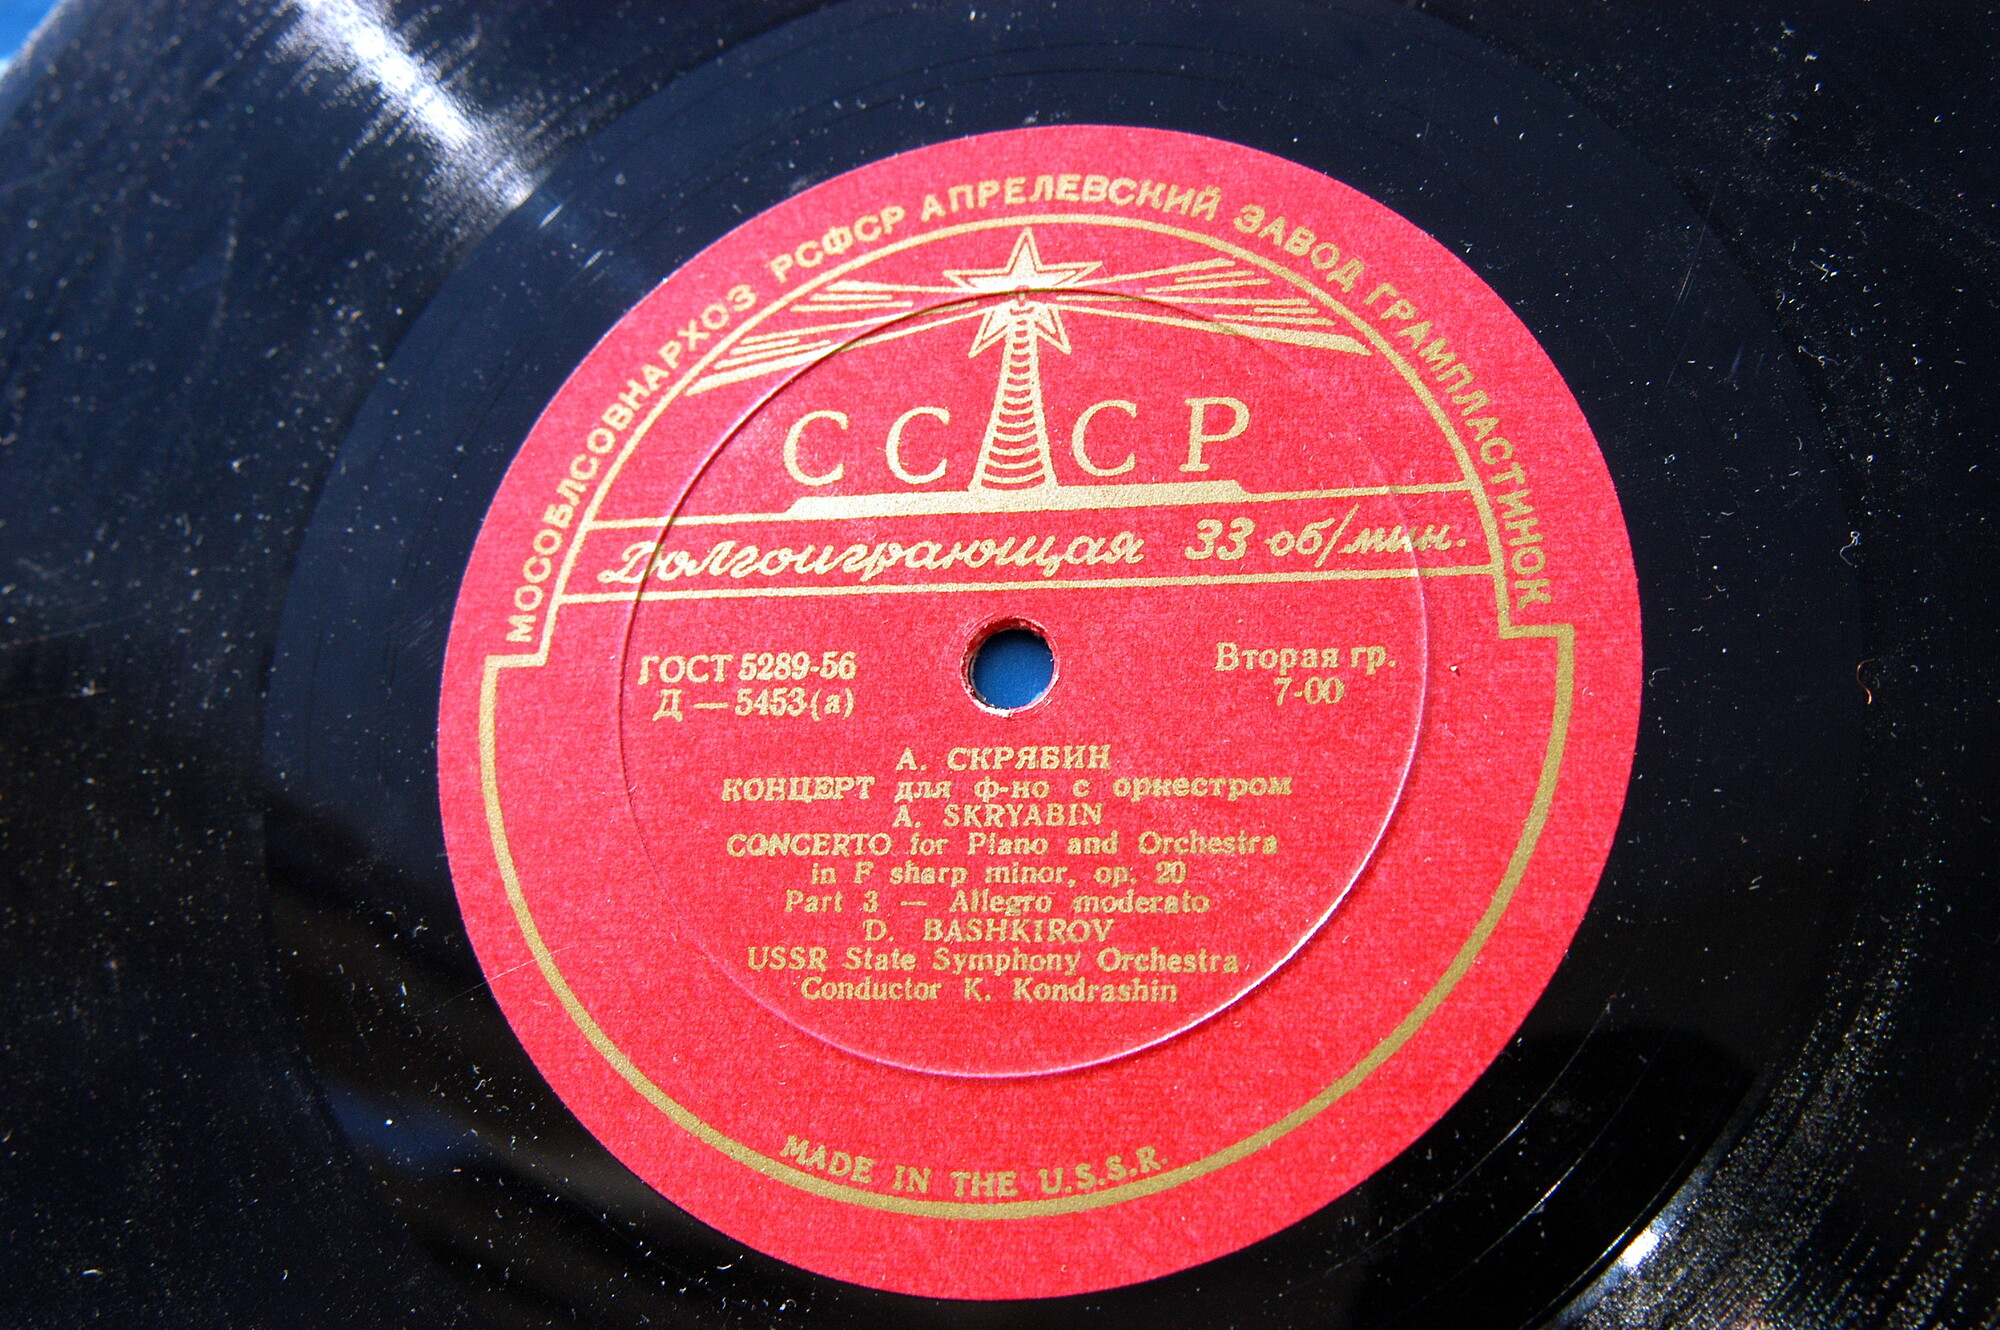 МОСОБЛСОВНАРХОЗ РСФСР АПРЕЛЕВСКИЙ ЗАВОД ГРАМПЛАСТИНОК
СССР
Долгоиграющая 33 об/мин.
ГОСТ 5289-56
Д — 5453(а)
Вторая гр.
7-00
А. СКРЯБИН
КОНЦЕРТ для ф-но с оркестром
A. SKRYABIN
CONCERTO for Piano and Orchestra
in F sharp minor, op. 20
Part 3 — Allegro moderato
D. BASHKIROV
USSR State Symphony Orchestra
Conductor K. Kondrashin
MADE IN THE U.S.S.R.